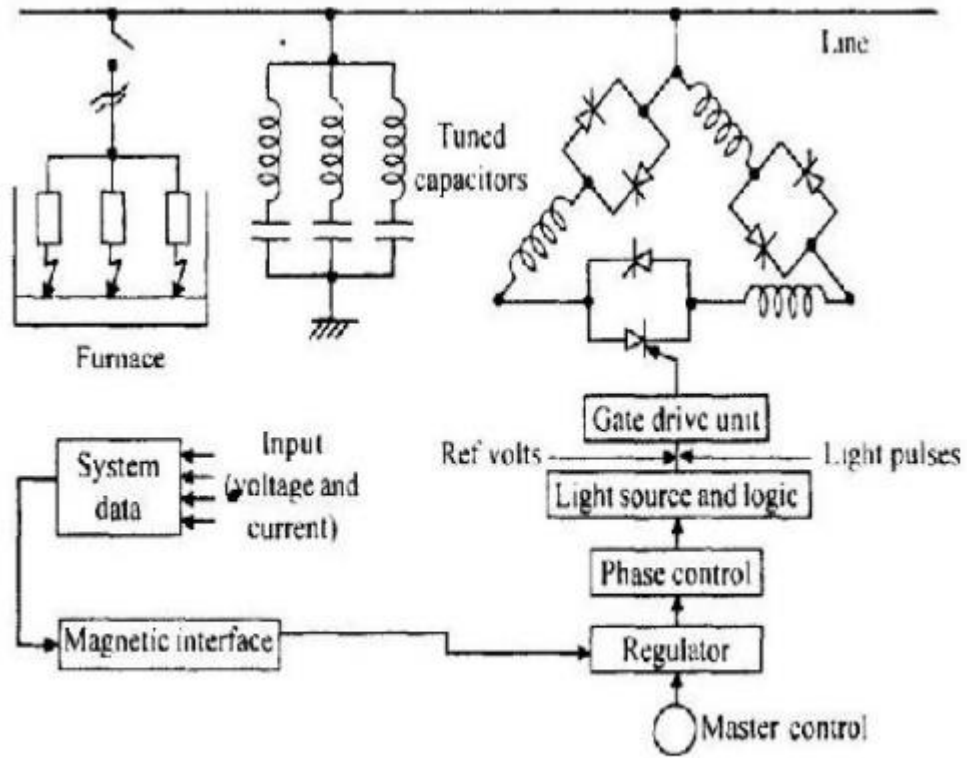 Line
Tuned
capacitors
Furnace
Gate drive unit
Ref volts
Light pulses
Light source and logic
Input
(voltage and
current)
System
data
Phase control
Magnetic interface
Regulator
Master control